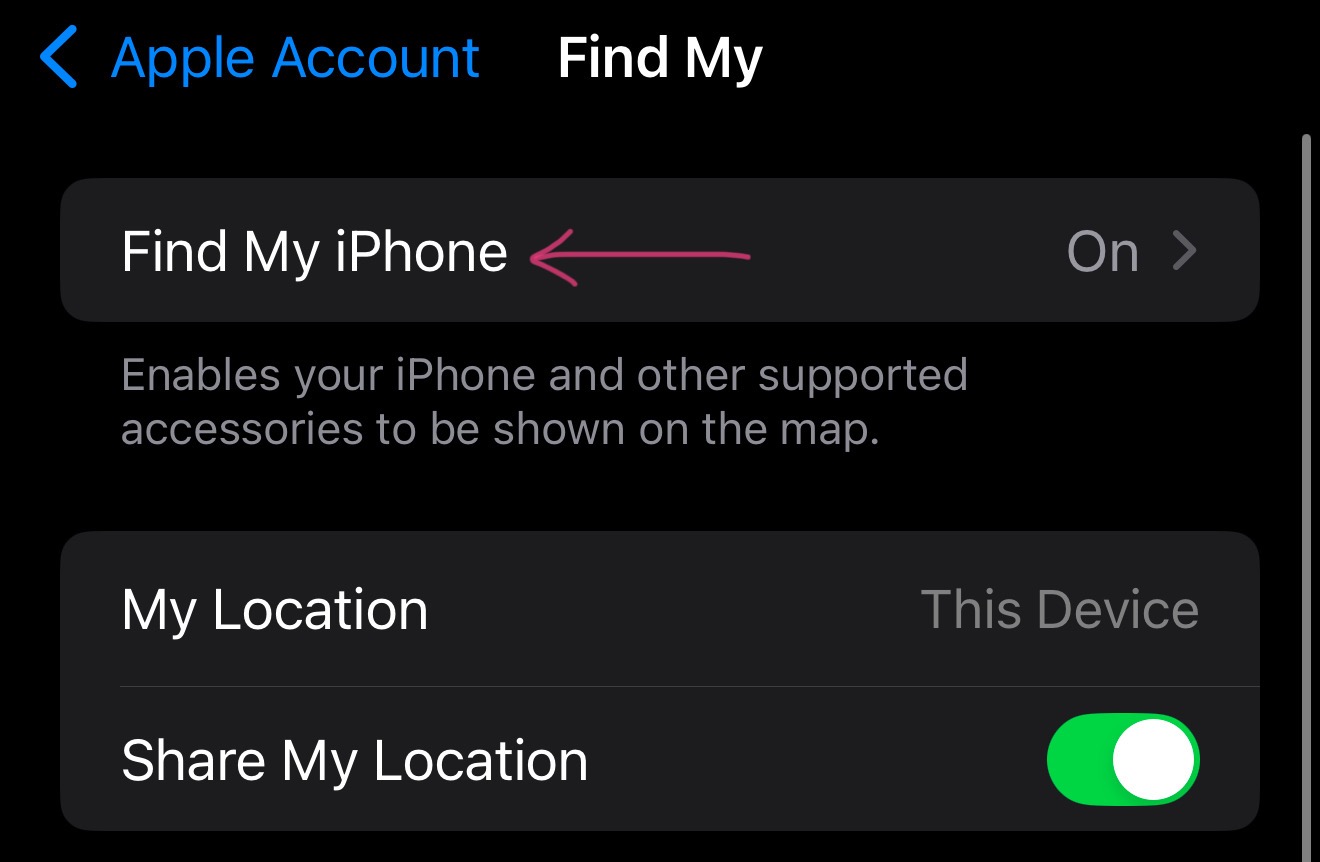 Apple Account Find My
Find My iPhone On
Enables your iPhone and other supported
accessories to be shown on the map.
My Location This Device
Share My Location